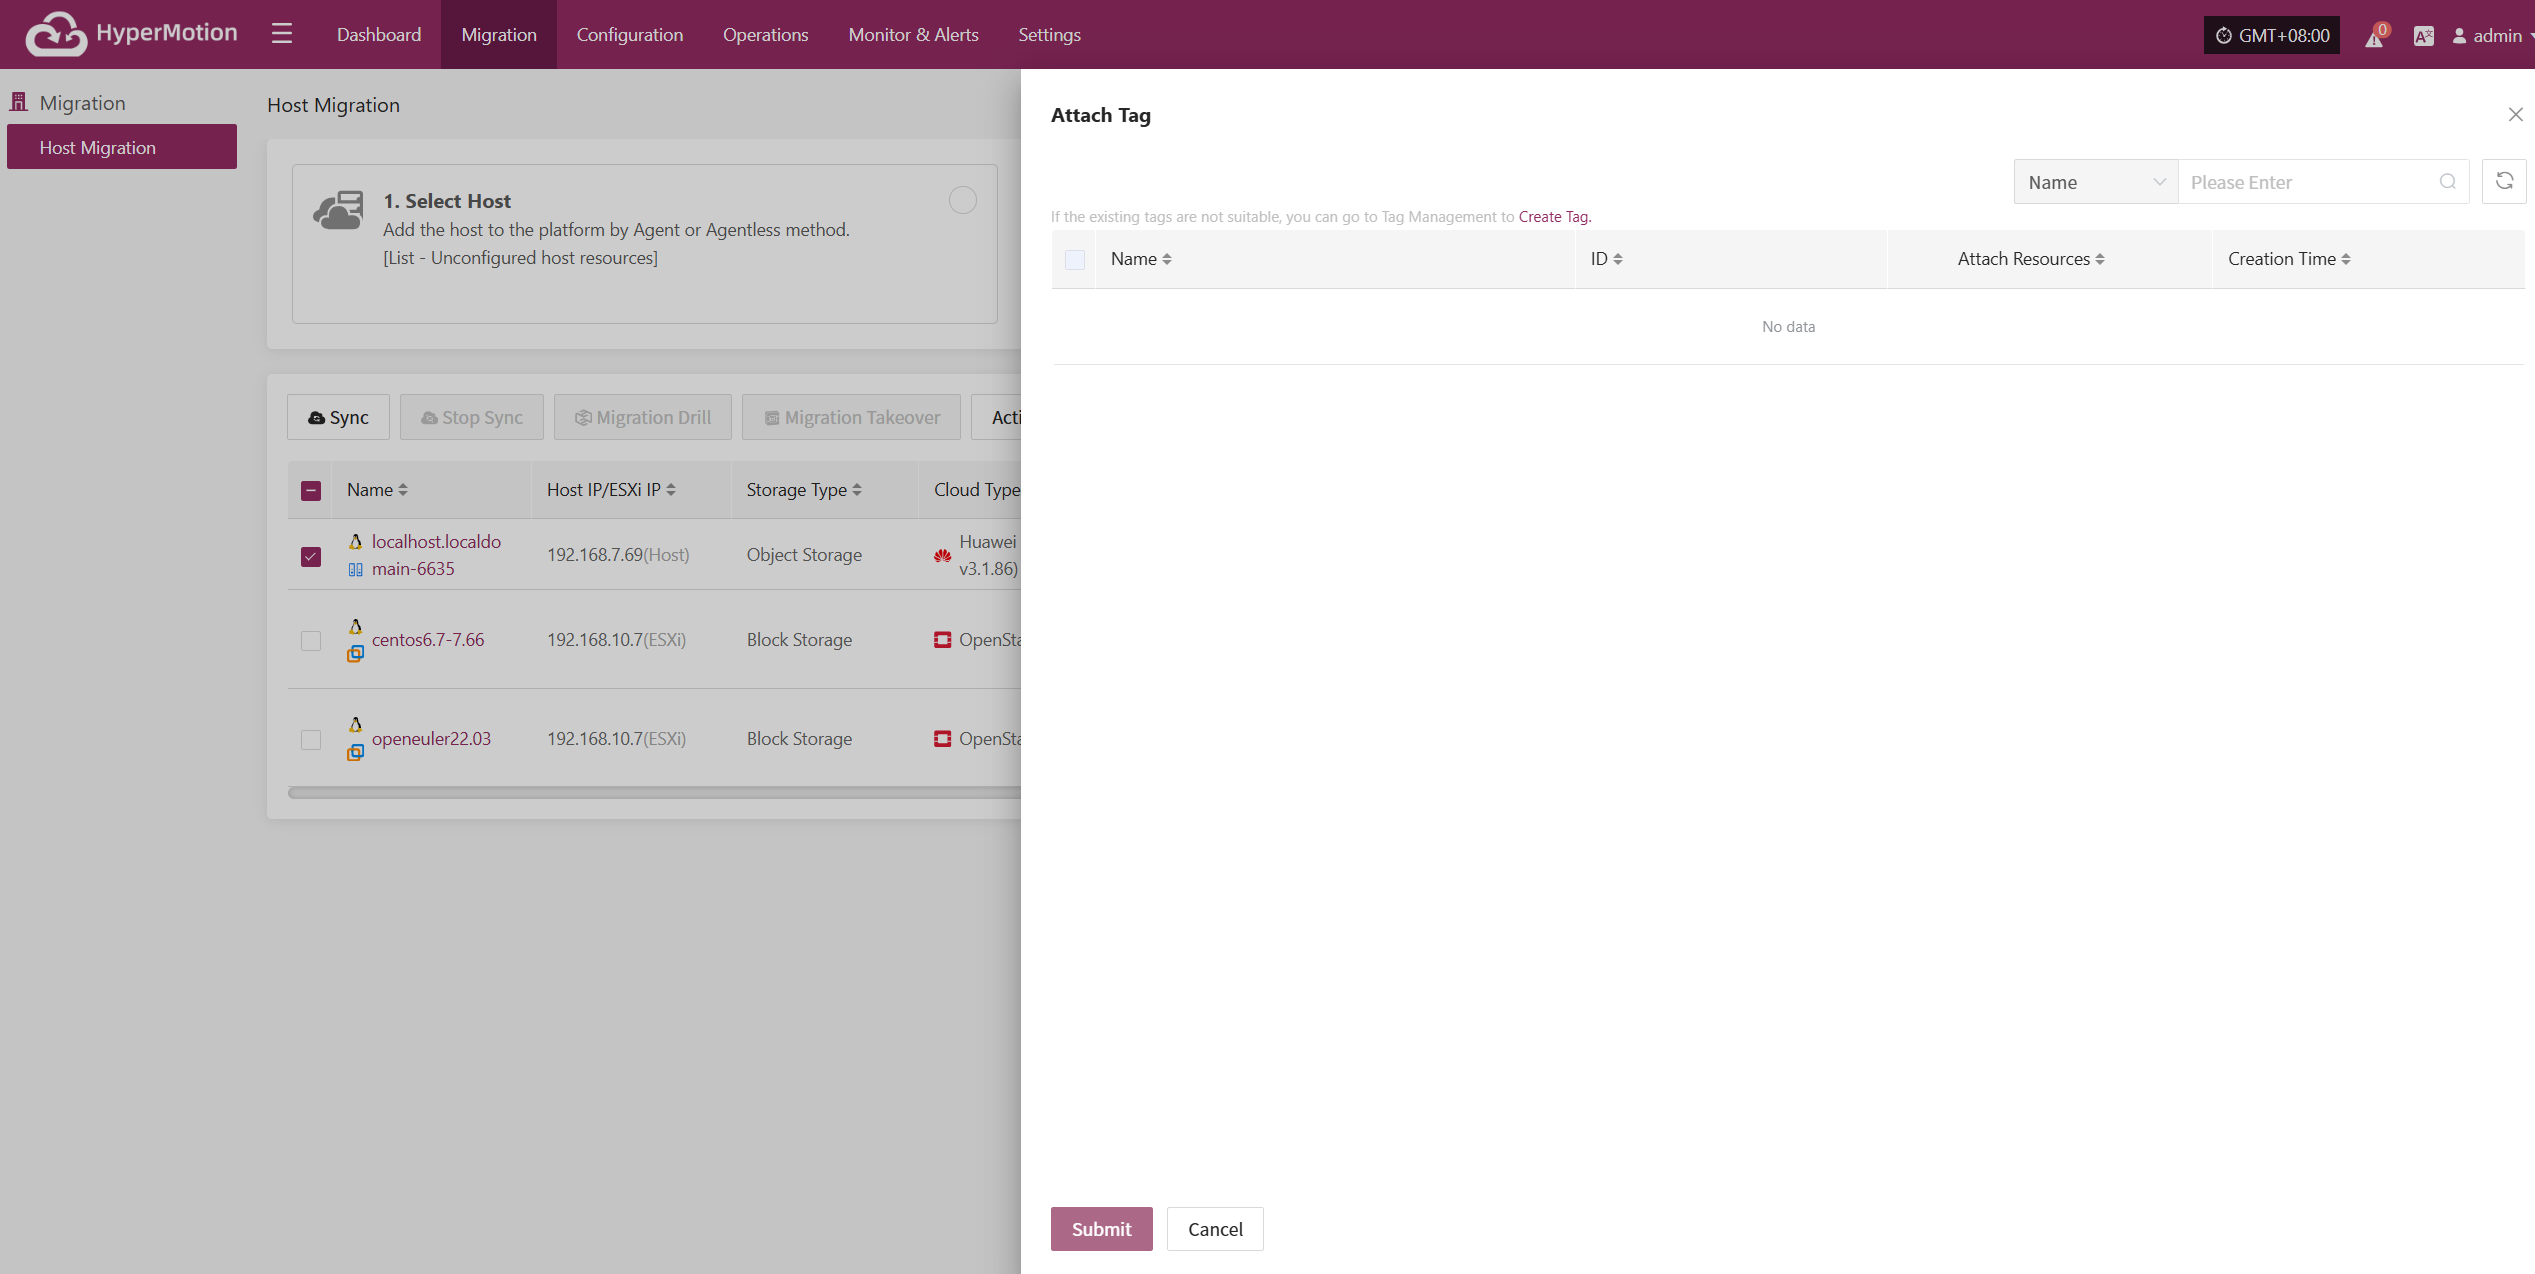 HyperMotion
Dashboard
Migration
Configuration
Operations
Monitor & Alerts
Settings
GMT+08:00
0
admin
Migration
Host Migration
Host Migration
1. Select Host
Add the host to the platform by Agent or Agentless method.
[List - Unconfigured host resources]
Sync
Stop Sync
Migration Drill
Migration Takeover
Acti
Name
Host IP/ESXi IP
Storage Type
Cloud Type
localhost.localdo
main-6635
192.168.7.69(Host)
Object Storage
Huawei
v3.1.86)
centos6.7-7.66
192.168.10.7(ESXi)
Block Storage
OpenSta
openeuler22.03
192.168.10.7(ESXi)
Block Storage
OpenSta
Attach Tag
Name
Please Enter
If the existing tags are not suitable, you can go to Tag Management to Create Tag.
Name
ID
Attach Resources
Creation Time
No data
Submit
Cancel